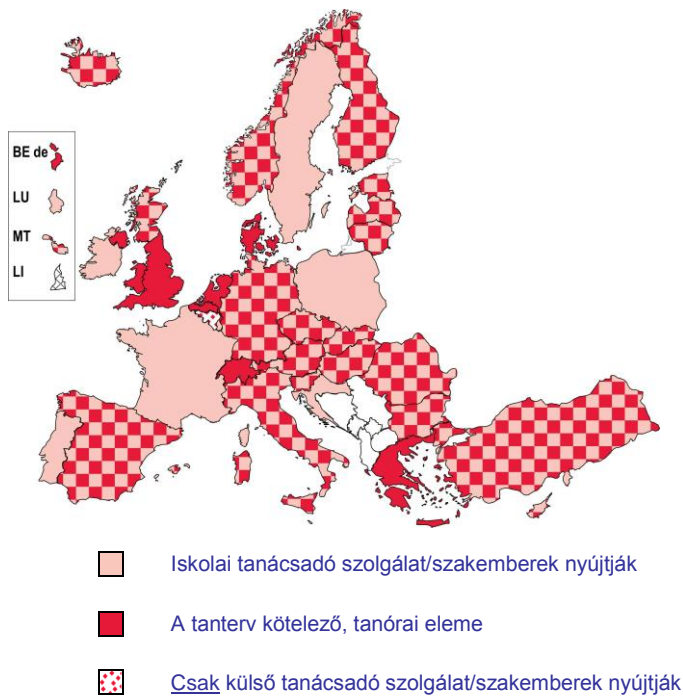 BE de
LU
MT
LI
Iskolai tanácsadó szolgálat/szakemberek nyújtják
A tanterv kötelező, tanórai eleme
Csak külső tanácsadó szolgálat/szakemberek nyújtják